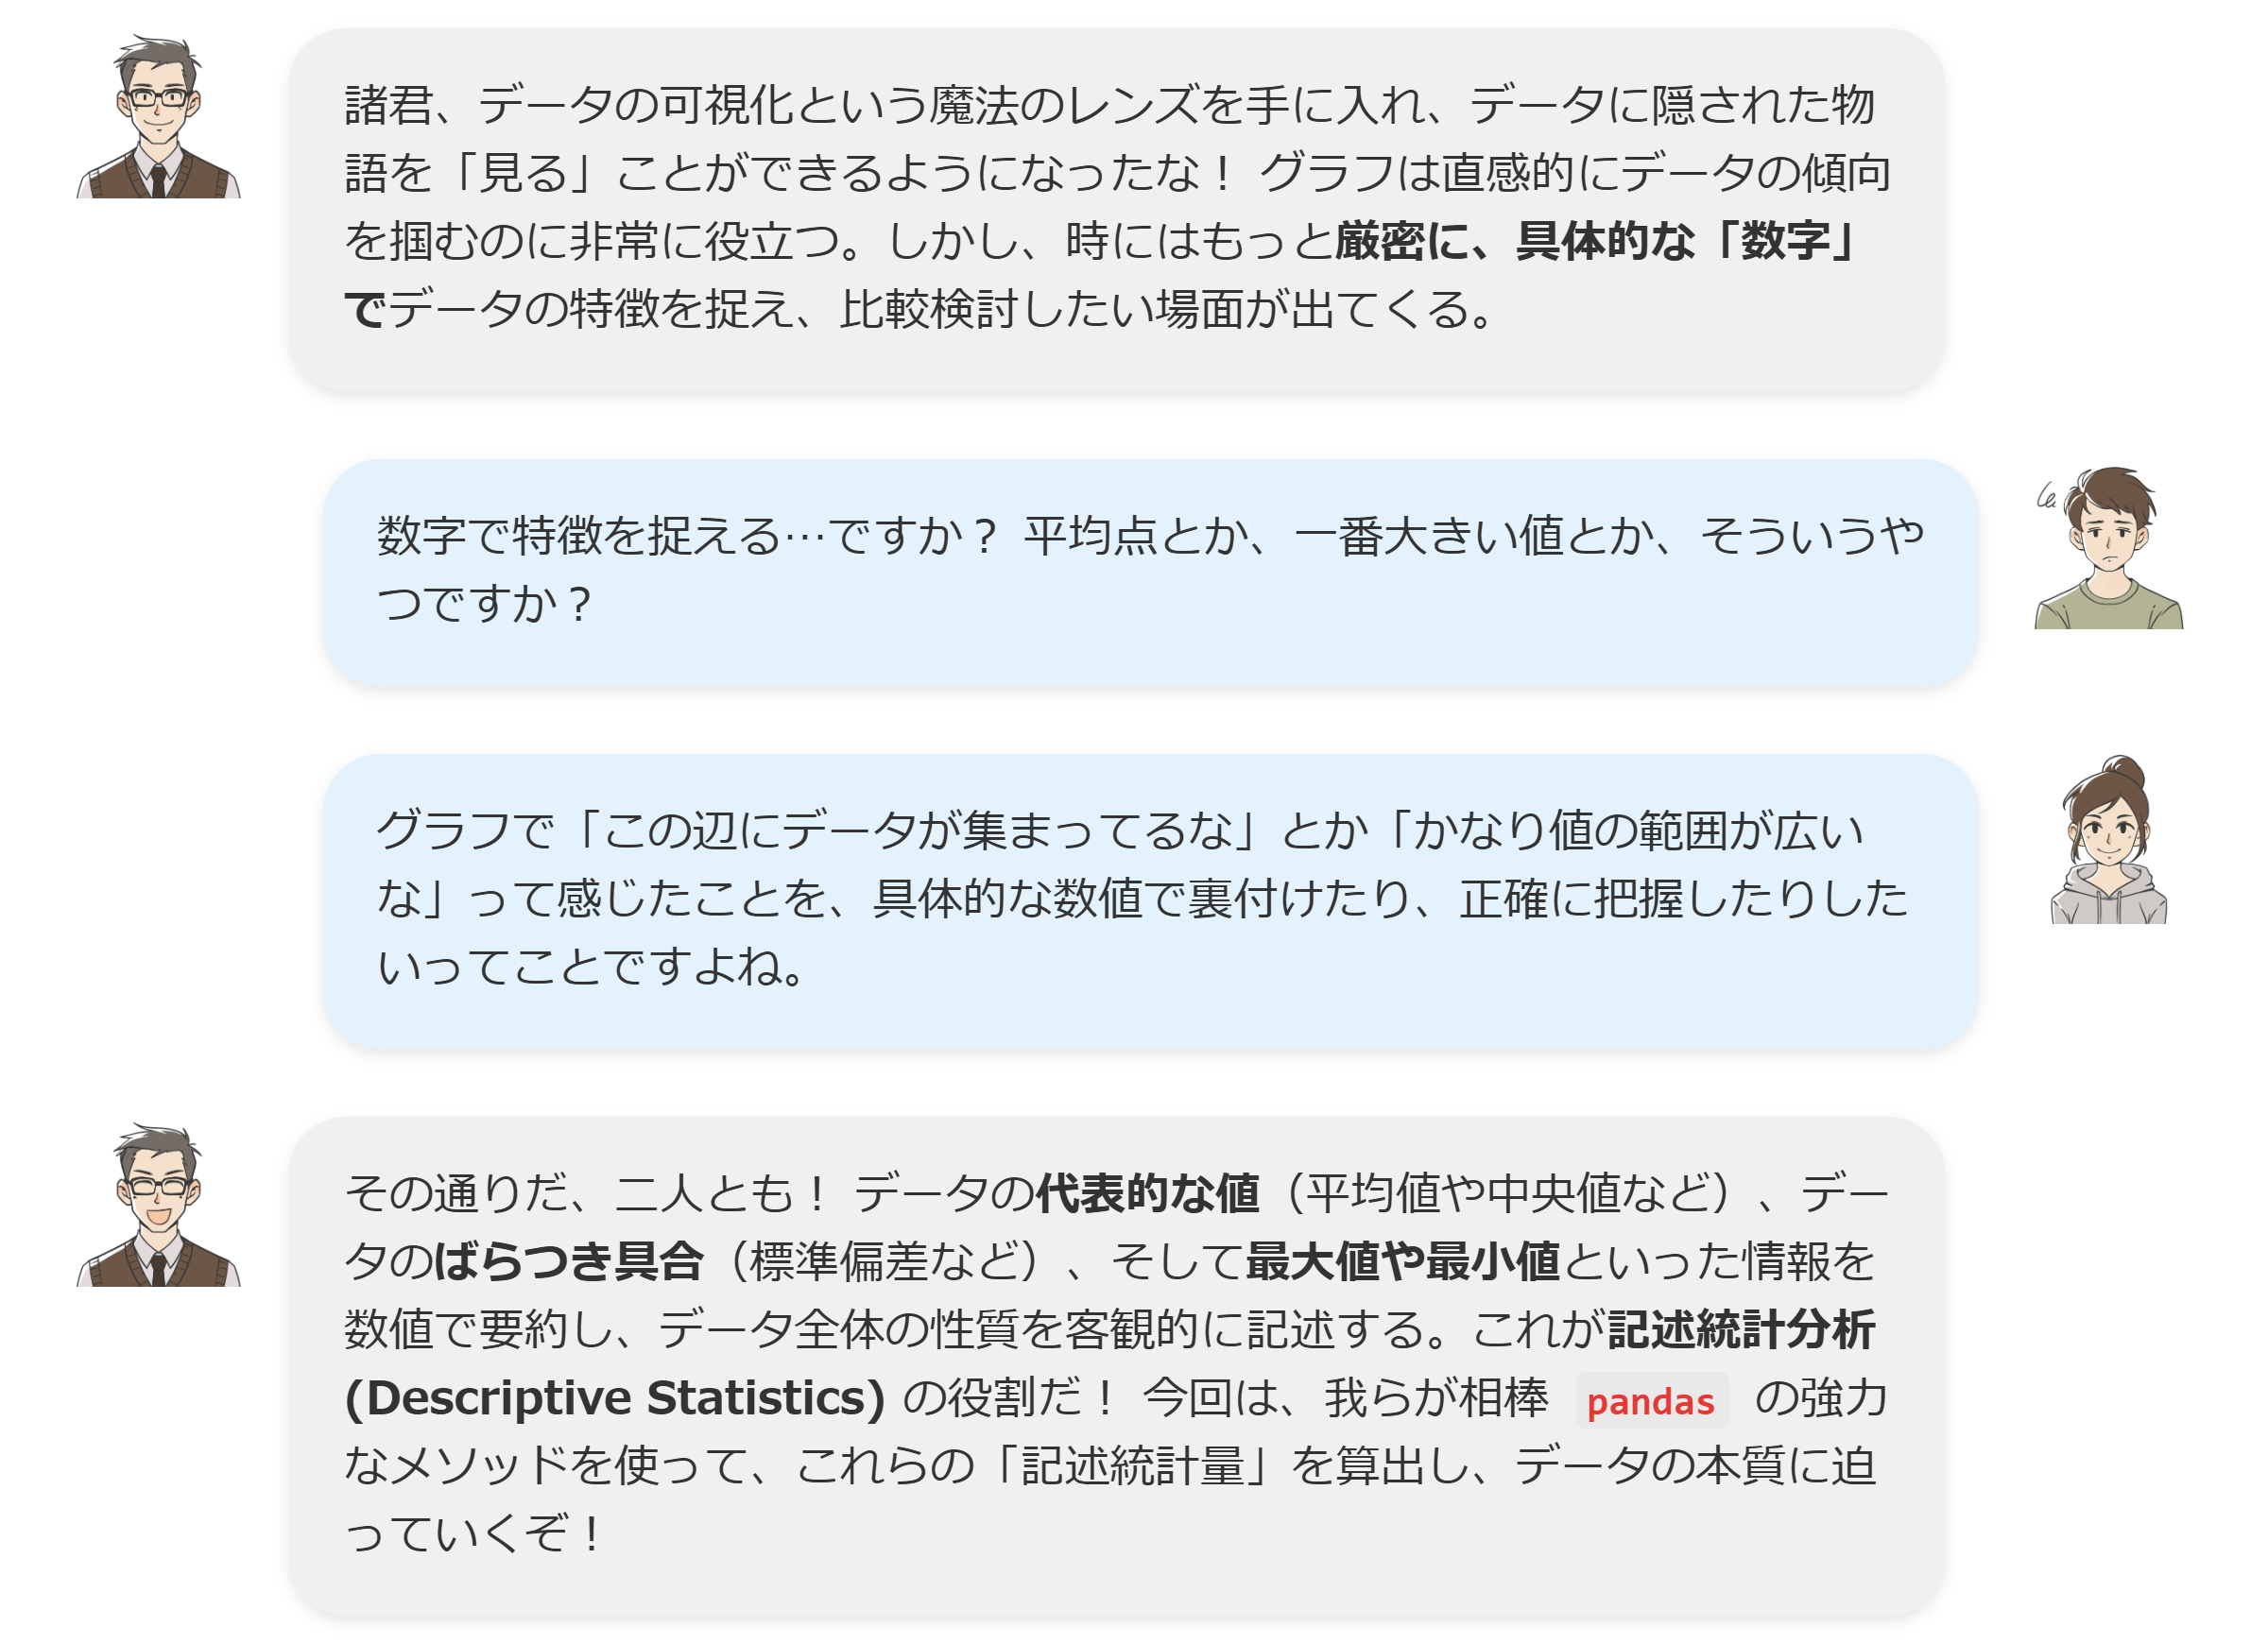 諸君、データの可視化という魔法のレンズを手に入れ、データに隠された物
語を「見る」ことができるようになったな！ グラフは直感的にデータの傾向
を掴むのに非常に役立つ。しかし、時にはもっと厳密に、具体的な「数字」
でデータの特徴を捉え、比較検討したい場面が出てくる。
数字で特徴を捉える…ですか？ 平均点とか、一番大きい値とか、そういうや
つですか？
グラフで「この辺にデータが集まってるな」とか「かなり値の範囲が広い
な」って感じたことを、具体的な数値で裏付けたり、正確に把握したりした
いってことですよね。
その通りだ、二人とも！ データの代表的な値（平均値や中央値など）、デー
タのばらつき具合（標準偏差など）、そして最大値や最小値といった情報を
数値で要約し、データ全体の性質を客観的に記述する。これが記述統計分析
(Descriptive Statistics) の役割だ！ 今回は、我らが相棒 pandas の強力
なメソッドを使って、これらの「記述統計量」を算出し、データの本質に迫
っていくぞ！